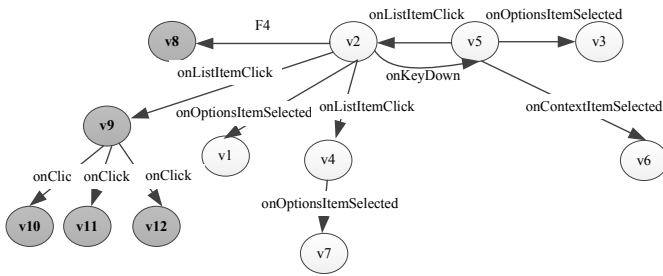 onListItemClick onOptionsItemSelected
F4
v8 v2 v5 v3
onListItemClick onKeyDown
onOptionsItemSelected onListItemClick onContextItemSelected
v9
v1 v4 v6
onClic onClick onClick
onOptionsItemSelected
v10 v11 v12
v7